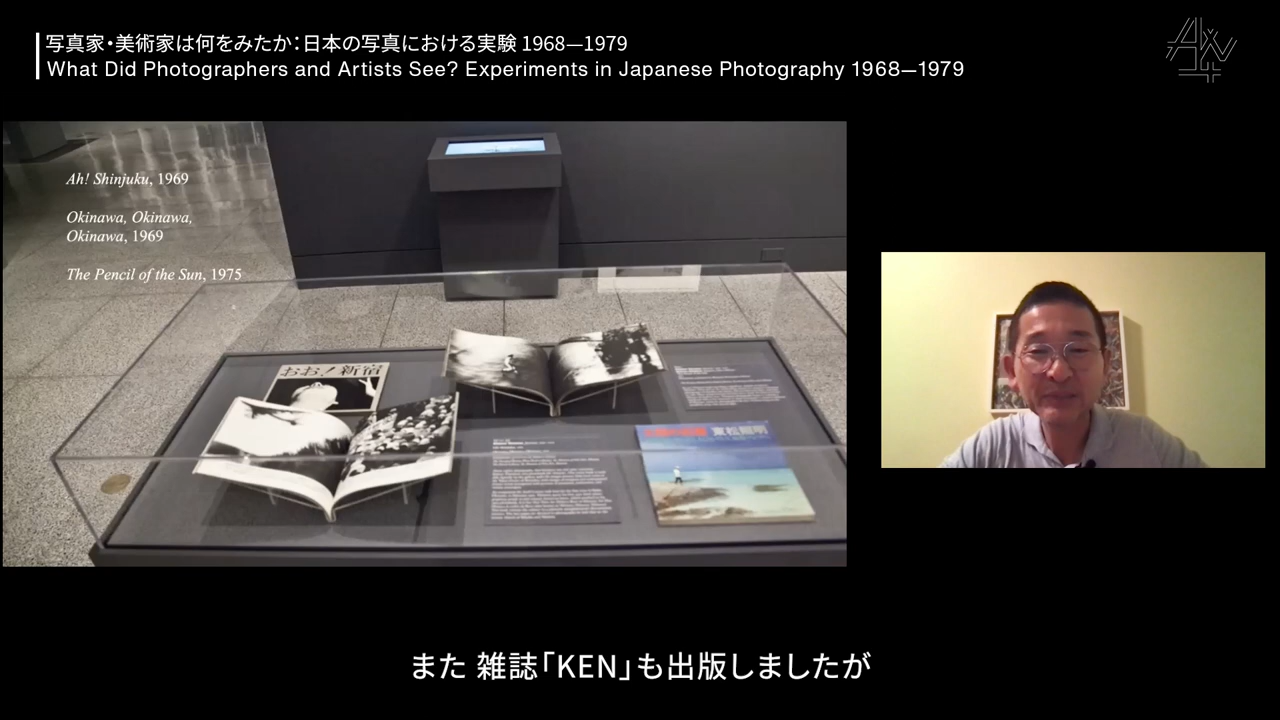 写真家・美術家は何をみたか：日本の写真における実験 1968—1979
What Did Photographers and Artists See? Experiments in Japanese Photography 1968—1979
Ah! Shinjuku, 1969
Okinawa, Okinawa,
Okinawa, 1969
The Pencil of the Sun, 1975
おお！新宿
東松照明
また 雑誌「KEN」も出版しましたが